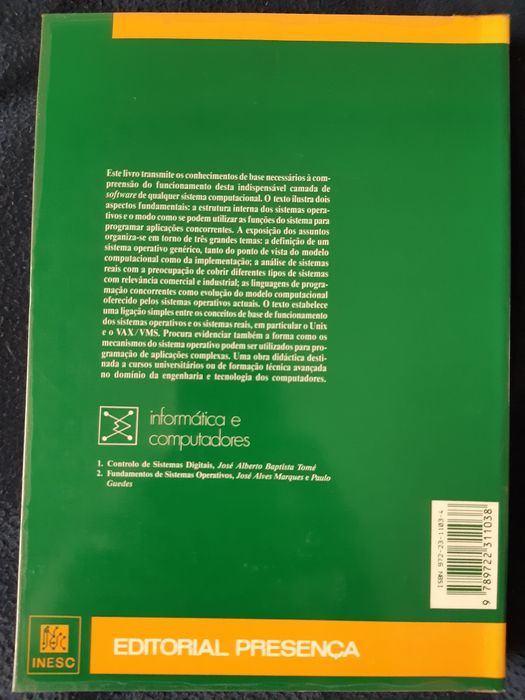 Este livro transmite os conhecimentos de base necessários à com-
preensão do funcionamento desta indispensável camada de
software de qualquer sistema computacional. O texto ilustra dois
aspectos fundamentais: a estrutura interna dos sistemas opera-
tivos e o modo como se podem utilizar as funções do sistema para
programar aplicações concorrentes. A exposição dos assuntos
organiza-se em torno de três grandes temas: a definição de um
sistema operativo genérico, tanto do ponto de vista do modelo
computacional como da implementação; a análise de sistemas
reais com a preocupação de cobrir diferentes tipos de sistemas
com relevância comercial e industrial; as linguagens de progra-
mação concorrentes como evolução do modelo computacional
oferecido pelos sistemas operativos actuais. O texto estabelece
uma ligação simples entre os conceitos de base de funcionamento
dos sistemas operativos e os sistemas reais, em particular o Unix
e o VAX/VMS. Procura evidenciar também a forma como os
mecanismos do sistema operativo podem ser utilizados para pro-
gramação de aplicações complexas. Uma obra didáctica desti-
nada a cursos universitários ou de formação técnica avançada
no domínio da engenharia e tecnologia dos computadores.
informática e
computadores
1. Controlo de Sistemas Digitais, José Alberto Baptista Tomé
2. Fundamentos de Sistemas Operativos, José Alves Marques e Paulo
Guedes
ISBN 972-23-1103-4
9 789722 311038
INESC
EDITORIAL PRESENÇA